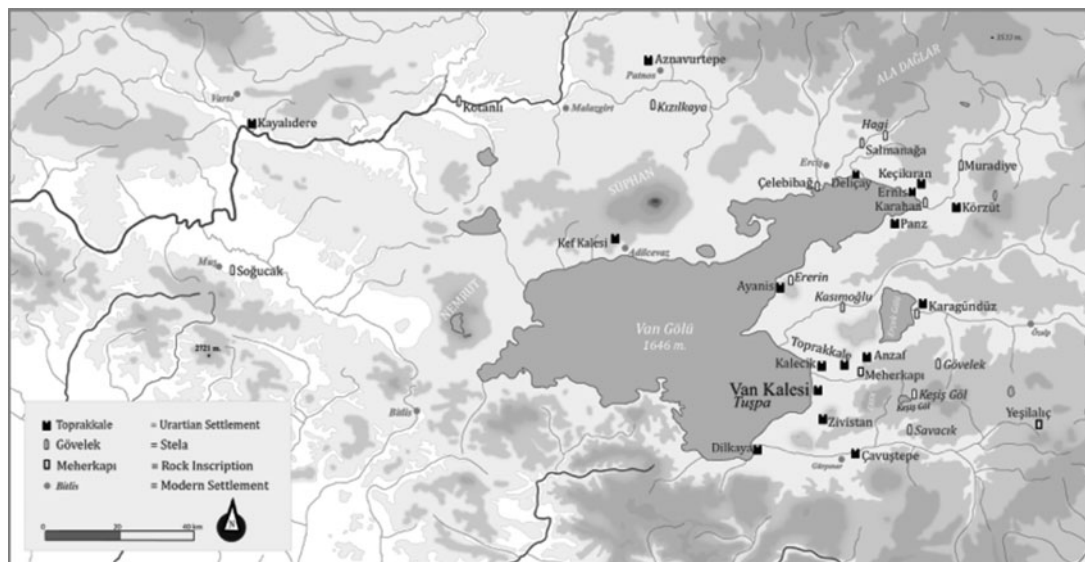 3533 m.
ALA DAĞLAR
Aznavurtepe
Patnos
Varto
Kotanlı
Malazgirt
Kızılkaya
Kayalıdere
Hagi
Salmanağa
Erciş
Muradiye
Deliçay
Keçikıran
Çelebibağ
Ernis
SÜPHAN
Karahan
Körzüt
Panz
Kef Kalesi
Adilcevaz
Muş
Soğucak
Ererin
Ayanis
Kasımoğlu
Karagündüz
NEMRUT
Erçek Gölü
Özalp
Van Gölü
1646 m.
2721 m.
Toprakkale
Anzaf
Kalecik
Meherkapı
Gövelek
Van Kalesi
Tuşpa
Keşiş Göl
Keşiş Göl
Bitlis
Yeşilalıç
Zivistan
Savacık
Dilkaya
Çavuştepe
Gürpınar
Toprakkale = Urartian Settlement
Gövelek = Stela
Meherkapı = Rock Inscription
Bitlis = Modern Settlement
N
0 20 40 km